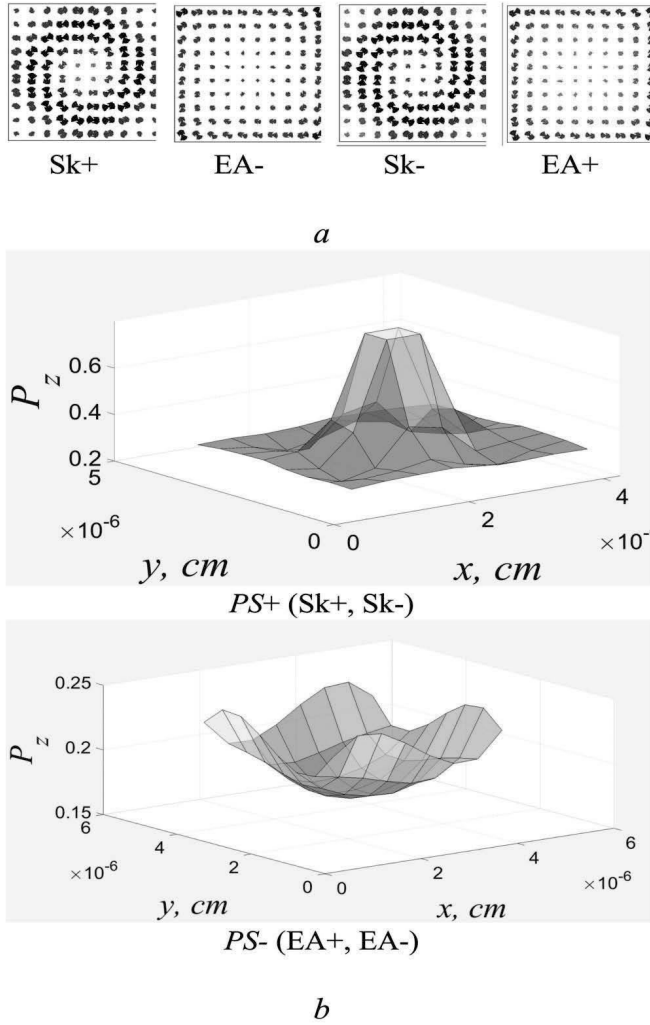 Sk+ EA- Sk- EA+
a
P_z
0.6
0.4
0.2
5
×10⁻⁶
0
0
2
4
y, cm
x, cm
PS+ (Sk+, Sk-)
P_z
0.25
0.2
0.15
6
4
2
0
×10⁻⁶
0
2
4
6
×10⁻⁶
y, cm
x, cm
PS- (EA+, EA-)
b